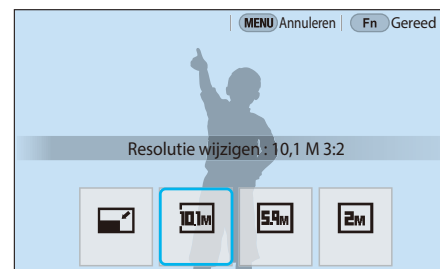 MENU Annuleren Fn Gereed
Resolutie wijzigen : 10,1 M 3:2
10.1M 5.9M 2M